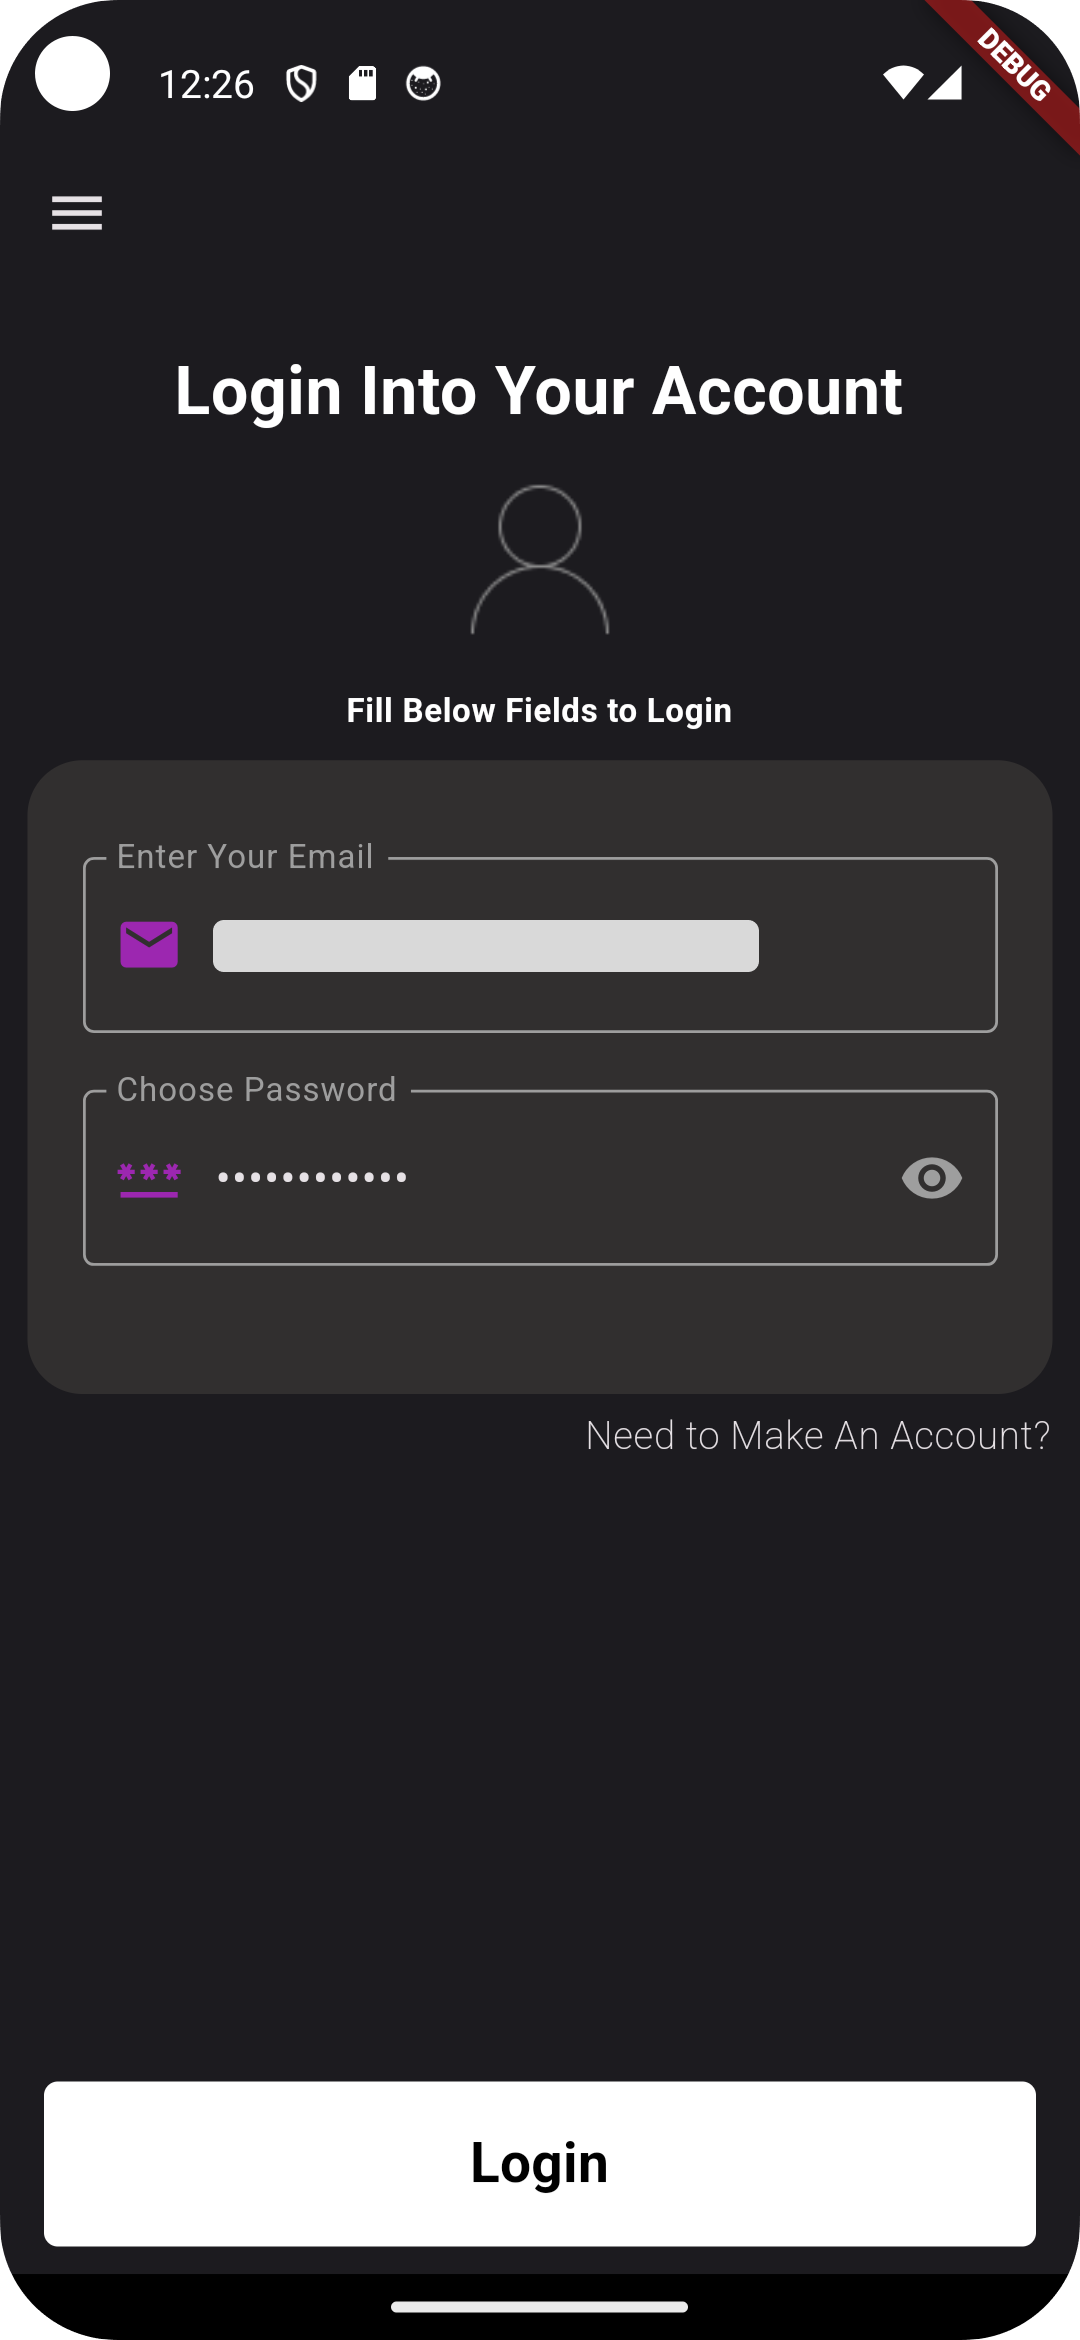 12:26
DEBUG
Login Into Your Account
Fill Below Fields to Login
Enter Your Email
Choose Password
***
••••••••••••
Need to Make An Account?
Login